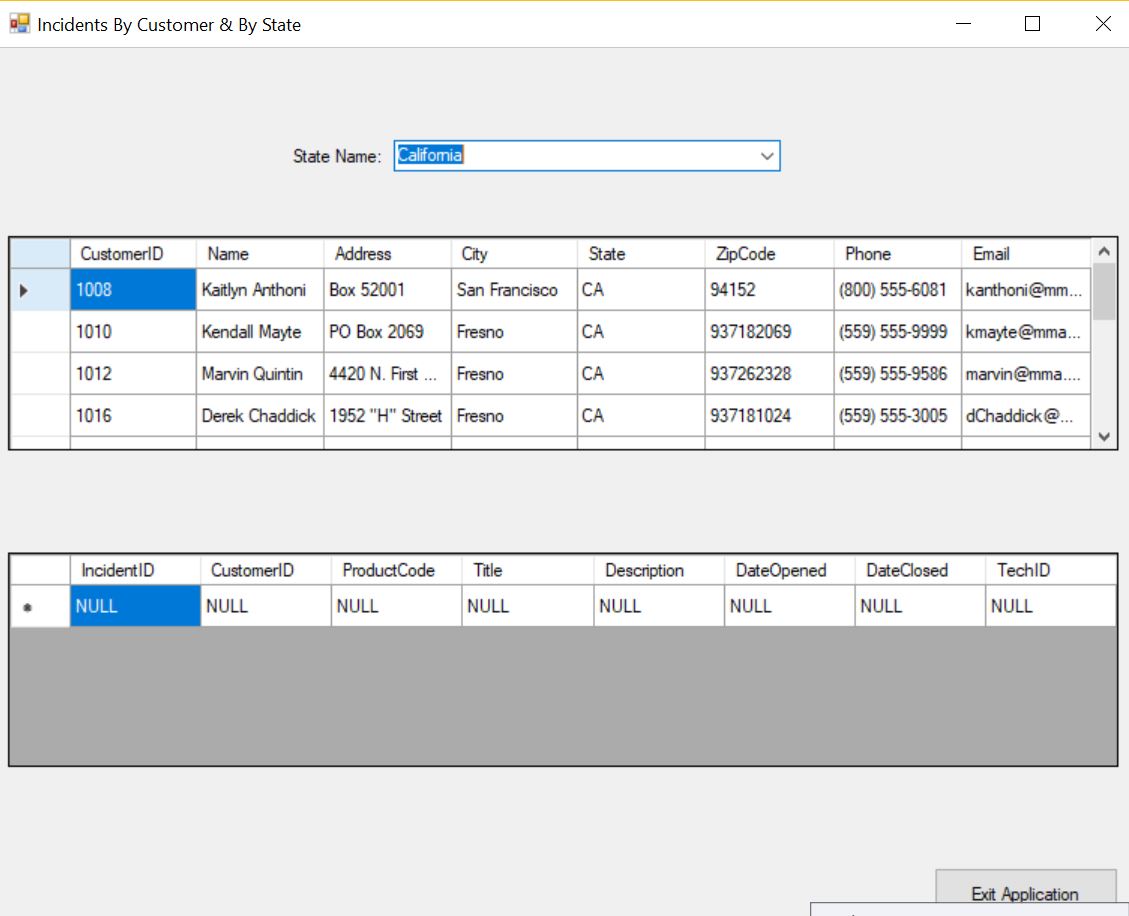 Incidents By Customer & By State
State Name: California
CustomerID Name Address City State ZipCode Phone Email
1008 Kaitlyn Anthoni Box 52001 San Francisco CA 94152 (800) 555-6081 kanthoni@mm...
1010 Kendall Mayte PO Box 2069 Fresno CA 937182069 (559) 555-9999 kmayte@mma...
1012 Marvin Quintin 4420 N. First ... Fresno CA 937262328 (559) 555-9586 marvin@mma....
1016 Derek Chaddick 1952 "H" Street Fresno CA 937181024 (559) 555-3005 dChaddick@...
IncidentID CustomerID ProductCode Title Description DateOpened DateClosed TechID
NULL NULL NULL NULL NULL NULL NULL NULL
Exit Application